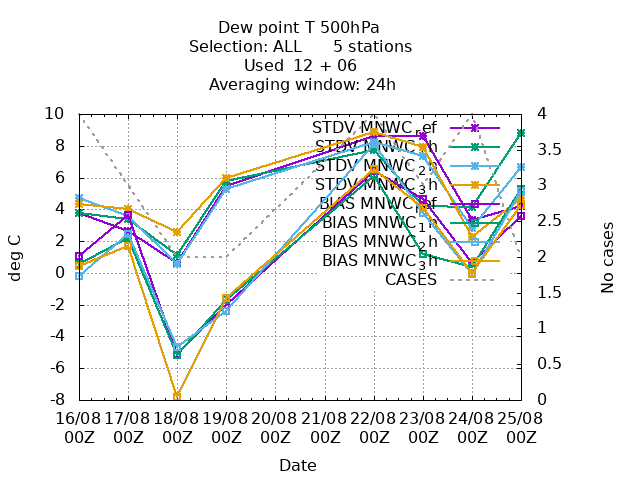 Dew point T 500hPa
Selection: ALL 5 stations
Used 12 + 06
Averaging window: 24h
deg C
No cases
10
8
6
4
2
0
-2
-4
-6
-8
4
3.5
3
2.5
2
1.5
1
0.5
0
STDV MNWC_ref
STDV MNWC_1h
STDV MNWC_2h
STDV MNWC_3h
BIAS MNWC_ref
BIAS MNWC_1h
BIAS MNWC_2h
BIAS MNWC_3h
CASES
16/08 17/08 18/08 19/08 20/08 21/08 22/08 23/08 24/08 25/08
00Z 00Z 00Z 00Z 00Z 00Z 00Z 00Z 00Z 00Z
Date